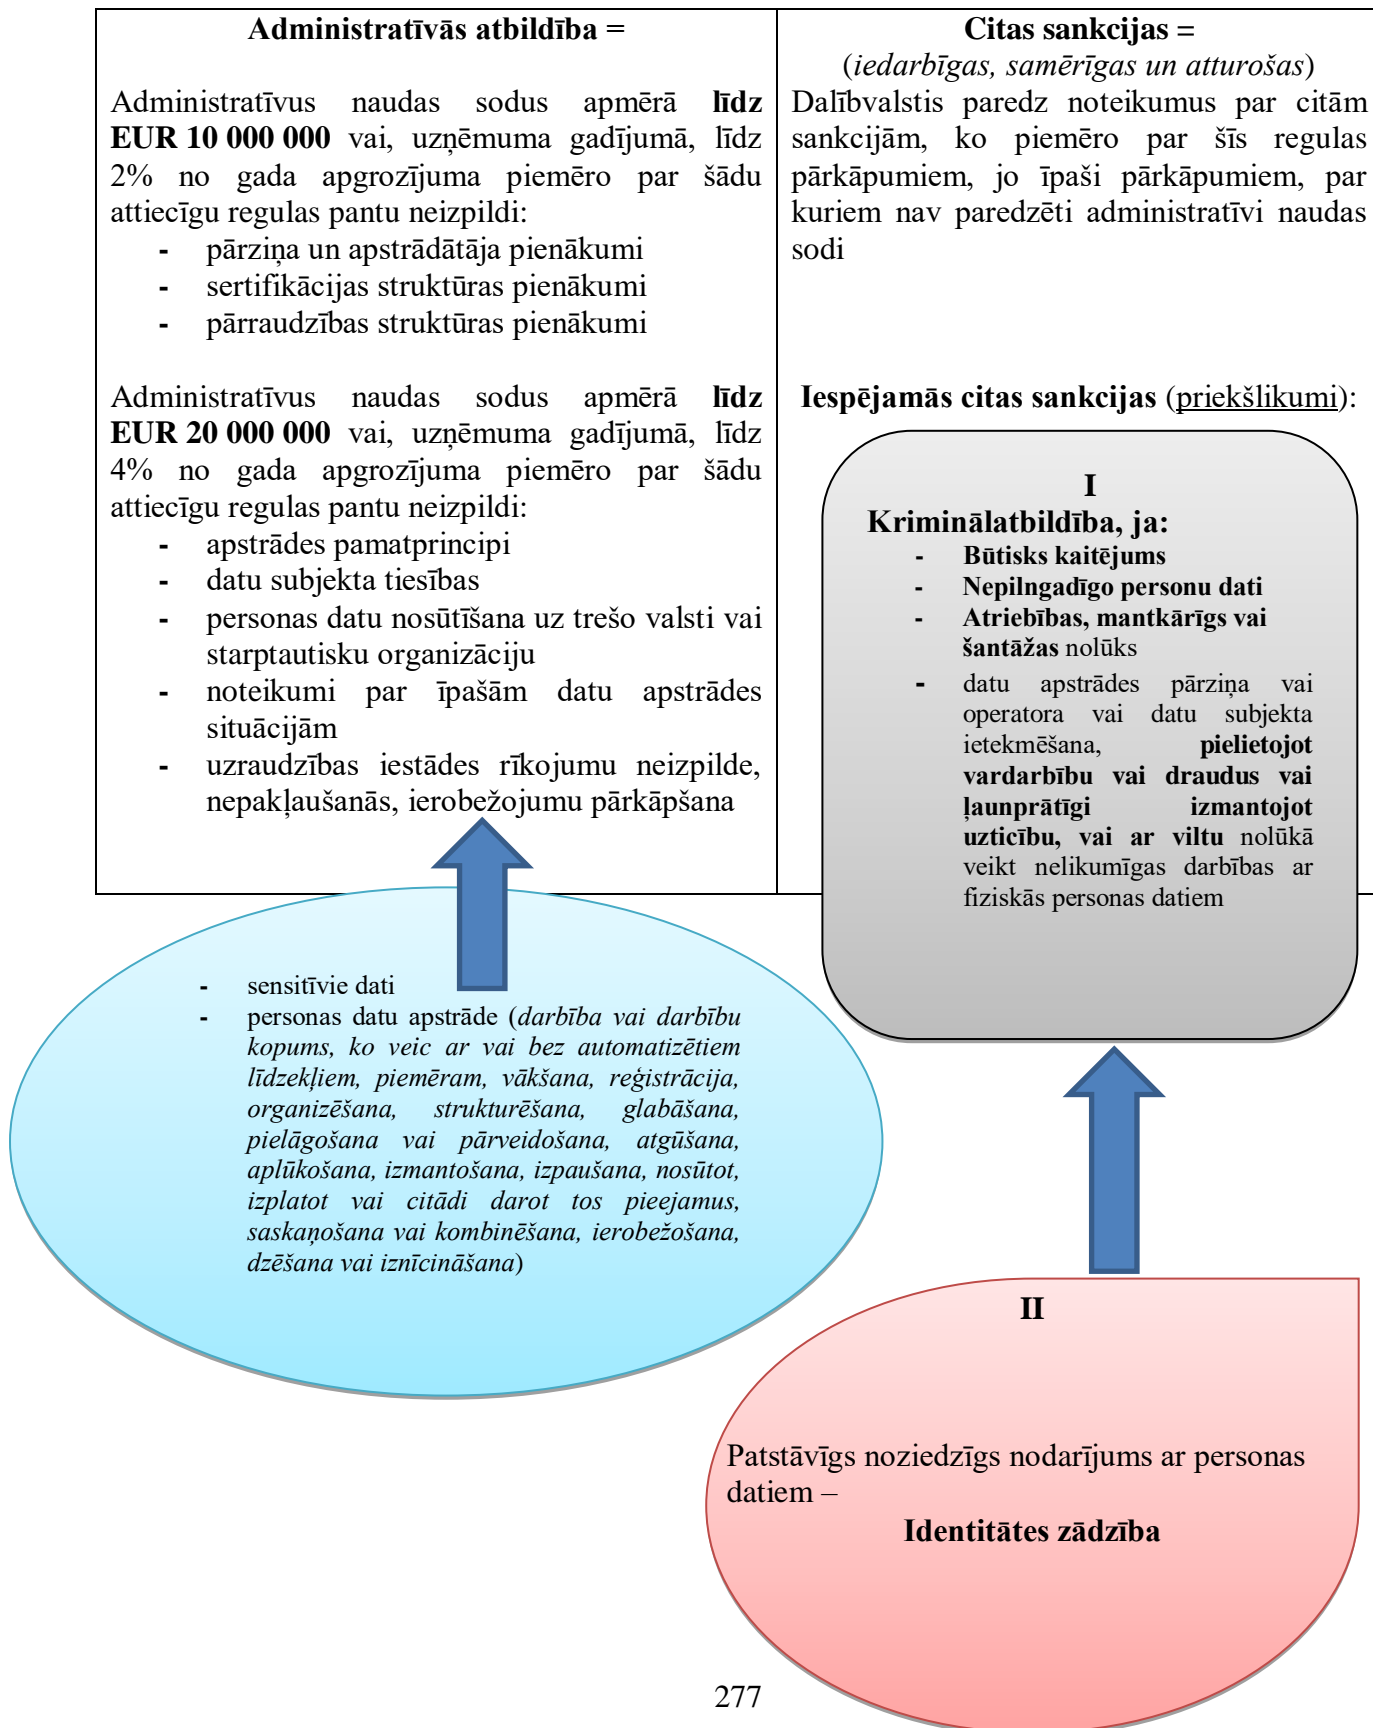 Administratīvās atbildība =
Administratīvus naudas sodus apmērā līdz
EUR 10 000 000 vai, uzņēmuma gadījumā, līdz
2% no gada apgrozījuma piemēro par šādu
attiecīgu regulas pantu neizpildi:
- pārziņa un apstrādātāja pienākumi
- sertifikācijas struktūras pienākumi
- pārraudzības struktūras pienākumi
Administratīvus naudas sodus apmērā līdz
EUR 20 000 000 vai, uzņēmuma gadījumā, līdz
4% no gada apgrozījuma piemēro par šādu
attiecīgu regulas pantu neizpildi:
- apstrādes pamatprincipi
- datu subjekta tiesības
- personas datu nosūtīšana uz trešo valsti vai
starptautisku organizāciju
- noteikumi par īpašām datu apstrādes
situācijām
- uzraudzības iestādes rīkojumu neizpilde,
nepakļaušanās, ierobežojumu pārkāpšana
Citas sankcijas =
(iedarbīgas, samērīgas un atturošas)
Dalībvalstis paredz noteikumus par citām
sankcijām, ko piemēro par šīs regulas
pārkāpumiem, jo īpaši pārkāpumiem, par
kuriem nav paredzēti administratīvi naudas
sodi
Iespējamās citas sankcijas (priekšlikumi):
I
Kriminālatbildība, ja:
- Būtisks kaitējums
- Nepilngadīgo personu dati
- Atriebības, mantkārīgs vai
šantāžas nolūks
- datu apstrādes pārziņa vai
operatora vai datu subjekta
ietekmēšana, pielietojot
vardarbību vai draudus vai
ļaunprātīgi izmantojot
uzticību, vai ar viltu nolūkā
veikt nelikumīgas darbības ar
fiziskās personas datiem
- sensitīvie dati
- personas datu apstrāde (darbība vai darbību
kopums, ko veic ar vai bez automatizētiem
līdzekļiem, piemēram, vākšana, reģistrācija,
organizēšana, strukturēšana, glabāšana,
pielāgošana vai pārveidošana, atgūšana,
aplūkošana, izmantošana, izpaušana, nosūtot,
izplatot vai citādi darot tos pieejamus,
saskaņošana vai kombinēšana, ierobežošana,
dzēšana vai iznīcināšana)
II
Patstāvīgs noziedzīgs nodarījums ar personas
datiem –
Identitātes zādzība
277